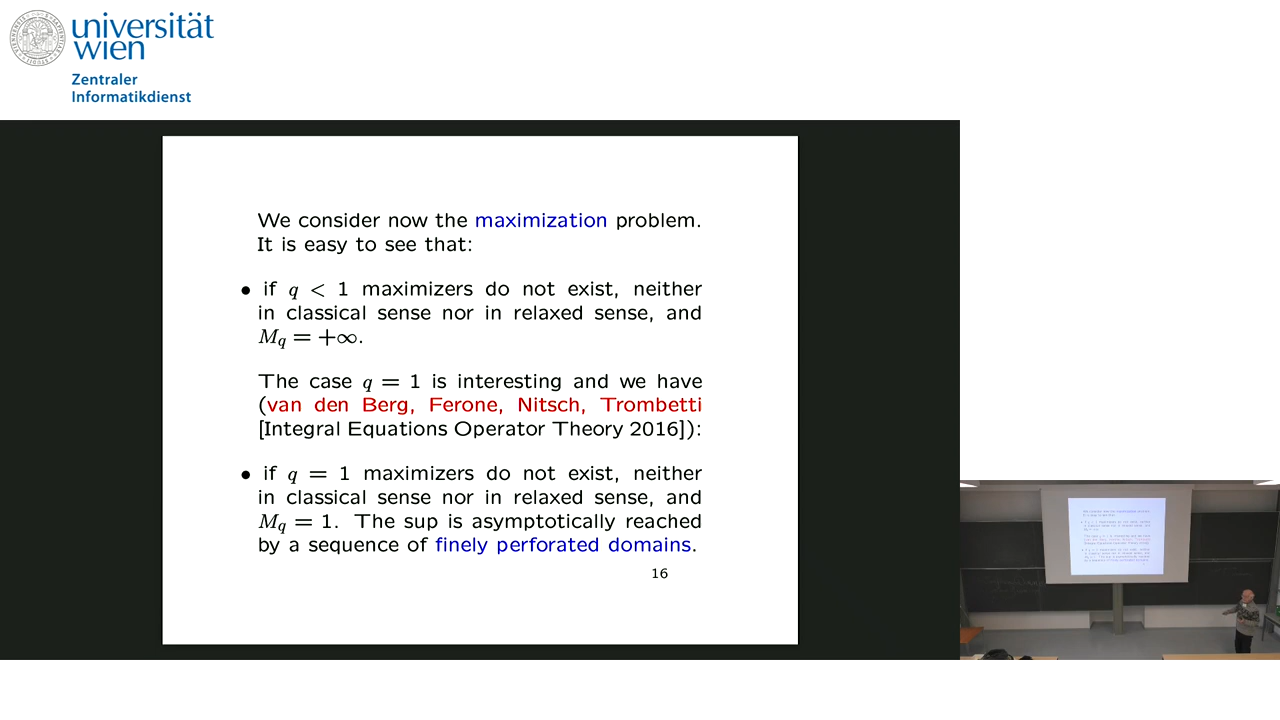 universität
wien
Zentraler
Informatikdienst
We consider now the maximization problem.
It is easy to see that:
• if q < 1 maximizers do not exist, neither
in classical sense nor in relaxed sense, and
M_q = +∞.
The case q = 1 is interesting and we have
(van den Berg, Ferone, Nitsch, Trombetti
[Integral Equations Operator Theory 2016]):
• if q = 1 maximizers do not exist, neither
in classical sense nor in relaxed sense, and
M_q = 1. The sup is asymptotically reached
by a sequence of finely perforated domains.
16